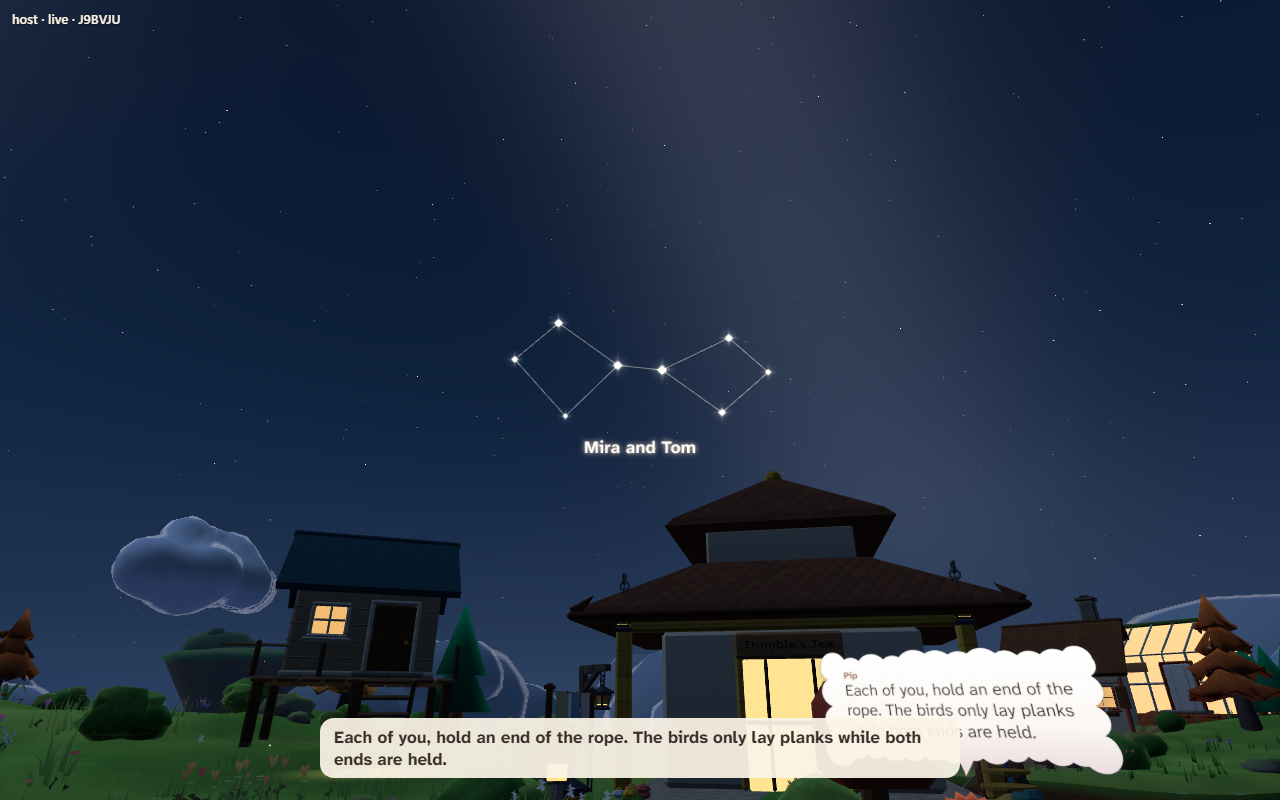 host · live · J9BVJU
Mira and Tom
Thimble's Tea
Pip
Each of you, hold an end of the
rope. The birds only lay planks
ends are held.
Each of you, hold an end of the rope. The birds only lay planks while both
ends are held.